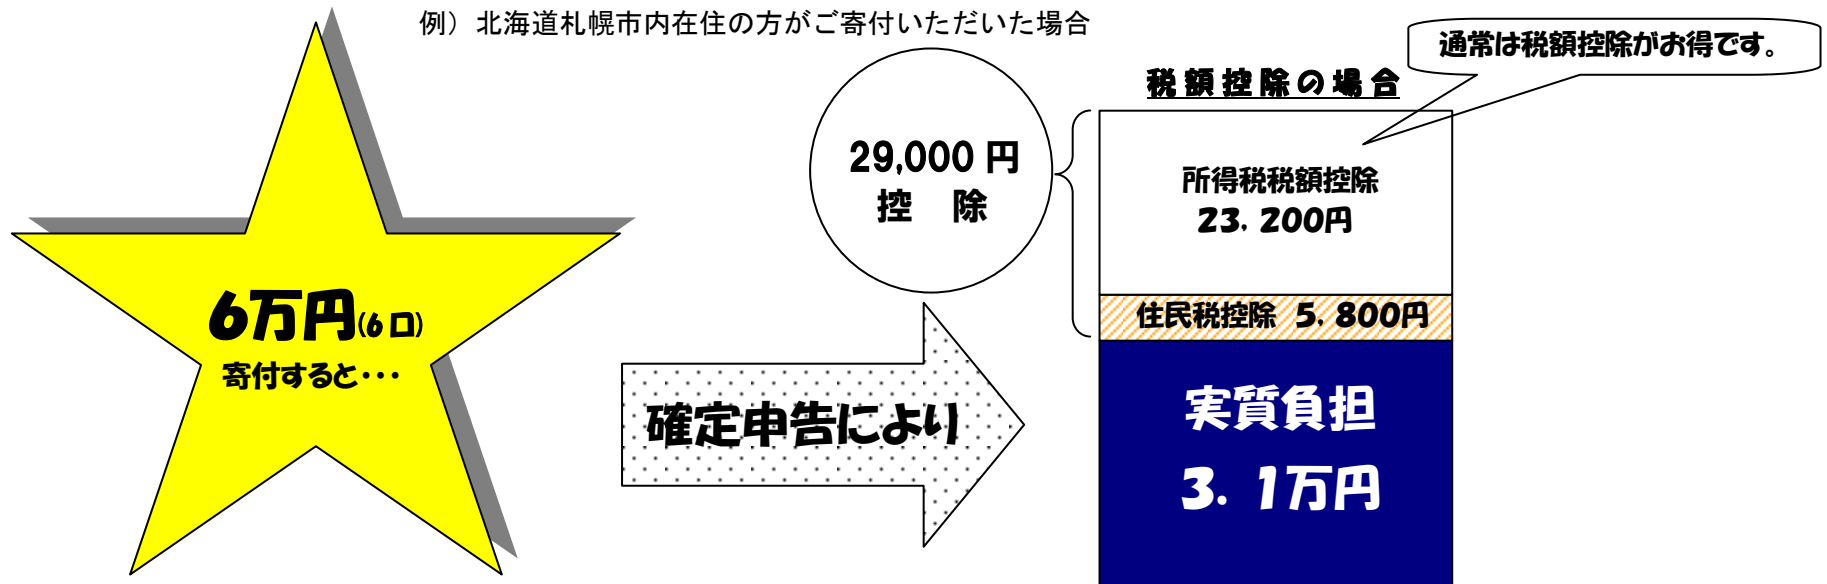 例）北海道札幌市内在住の方がご寄付いただいた場合
通常は税額控除がお得です。
税額控除の場合
29,000 円
控　除
所得税税額控除
23，200円
住民税控除　5，800円
6万円(6 口)
寄付すると・・・
確定申告により
実質負担
3．1万円